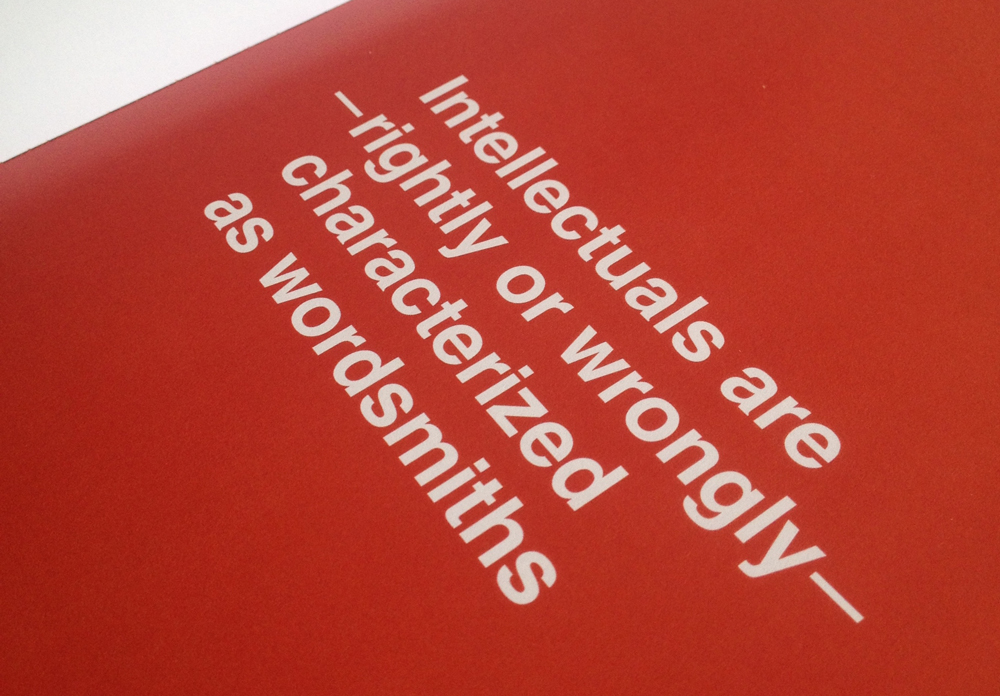 Intellectuals are
—rightly or wrongly—
characterized
as wordsmiths